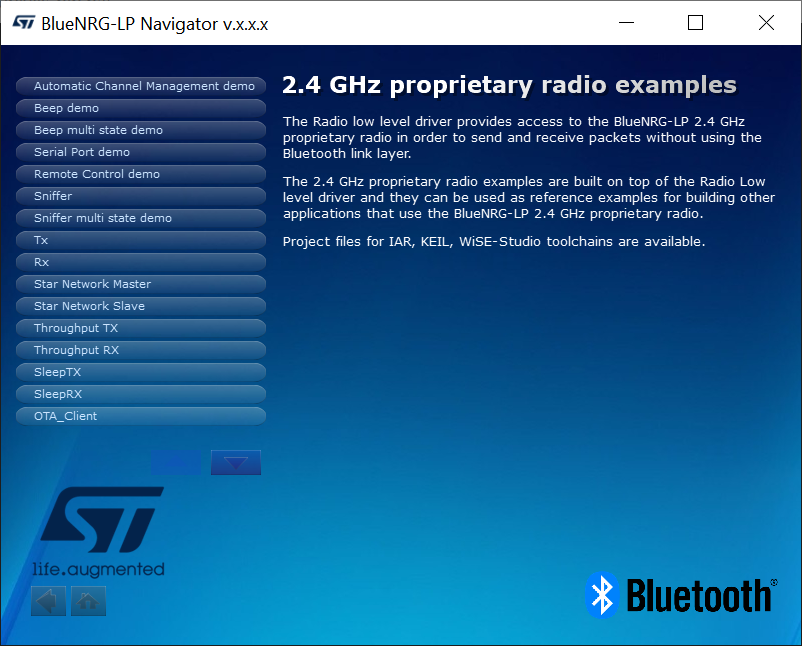 BlueNRG-LP Navigator v.x.x.x
Automatic Channel Management demo
Beep demo
Beep multi state demo
Serial Port demo
Remote Control demo
Sniffer
Sniffer multi state demo
Tx
Rx
Star Network Master
Star Network Slave
Throughput TX
Throughput RX
SleepTX
SleepRX
OTA_Client
2.4 GHz proprietary radio examples
The Radio low level driver provides access to the BlueNRG-LP 2.4 GHz
proprietary radio in order to send and receive packets without using the
Bluetooth link layer.
The 2.4 GHz proprietary radio examples are built on top of the Radio Low
level driver and they can be used as reference examples for building other
applications that use the BlueNRG-LP 2.4 GHz proprietary radio.
Project files for IAR, KEIL, WiSE-Studio toolchains are available.
ST
life.augmented
Bluetooth®